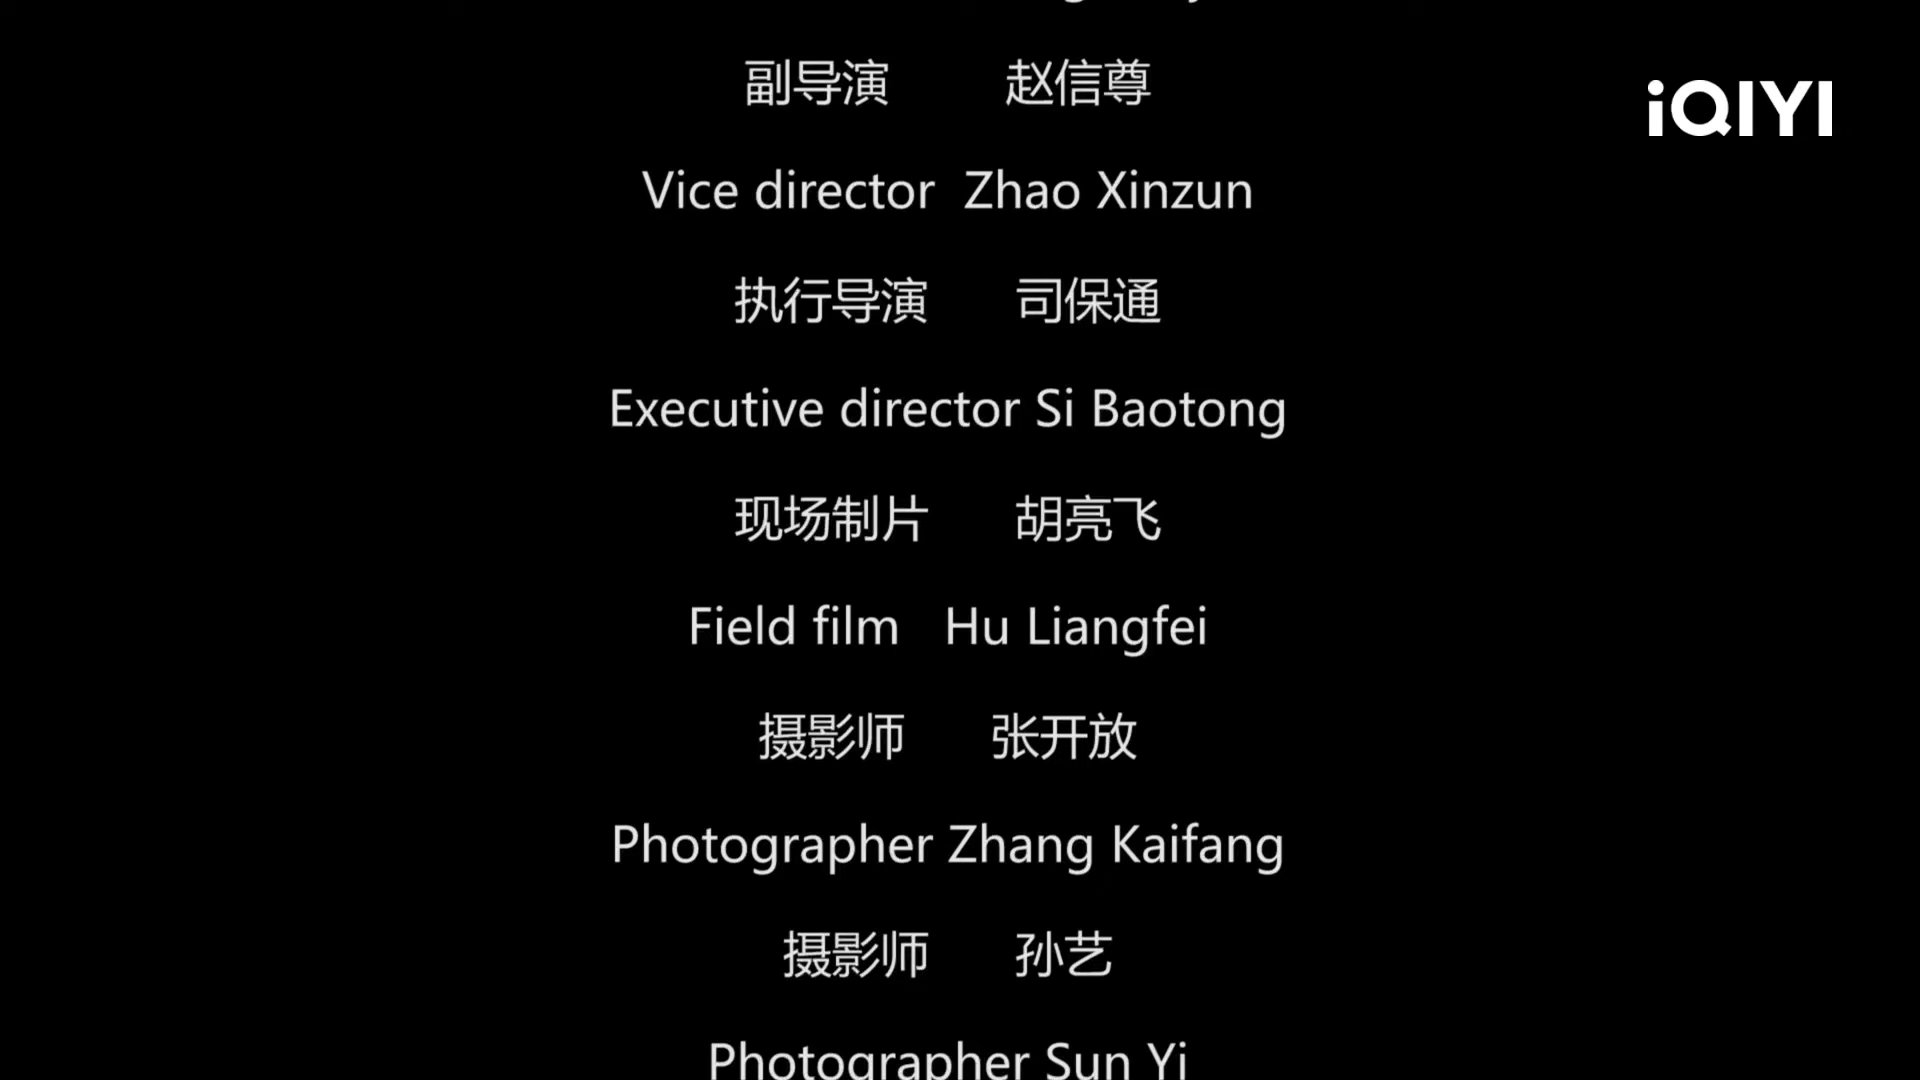 副导演 赵信尊
iQIYI
Vice director Zhao Xinzun
执行导演 司保通
Executive director Si Baotong
现场制片 胡亮飞
Field film Hu Liangfei
摄影师 张开放
Photographer Zhang Kaifang
摄影师 孙艺
Photographer Sun Yi